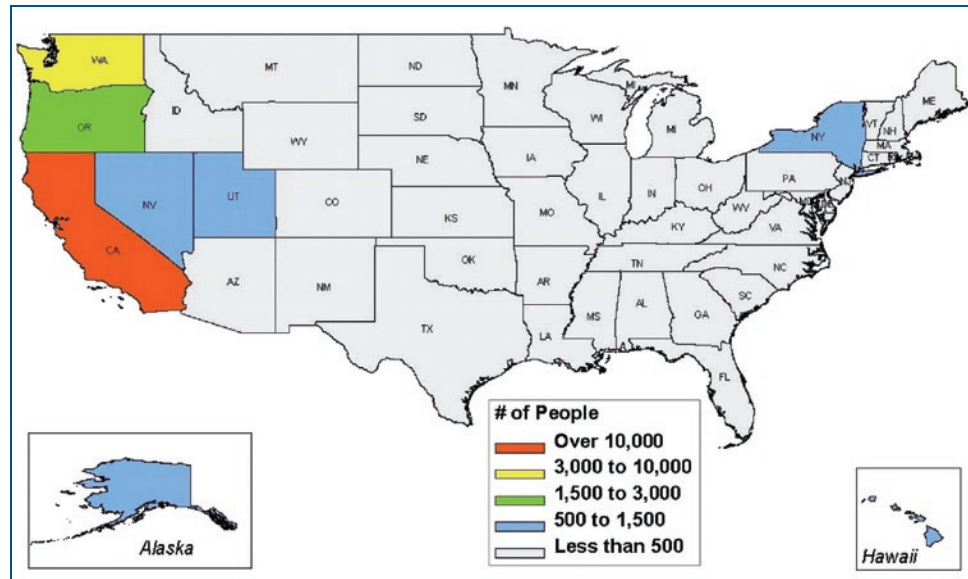 WA
MT
ND
MN
ME
OR
ID
SD
WI
MI
MI
VT
NH
NY
MA
CT
WY
IA
NE
PA
NJ
NV
UT
CO
IL
IN
OH
WV
MD
VA
KS
MO
KY
CA
NC
TN
AZ
NM
OK
AR
SC
MS
AL
GA
TX
LA
FL
# of People
Over 10,000
3,000 to 10,000
1,500 to 3,000
500 to 1,500
Less than 500
Alaska
Hawaii